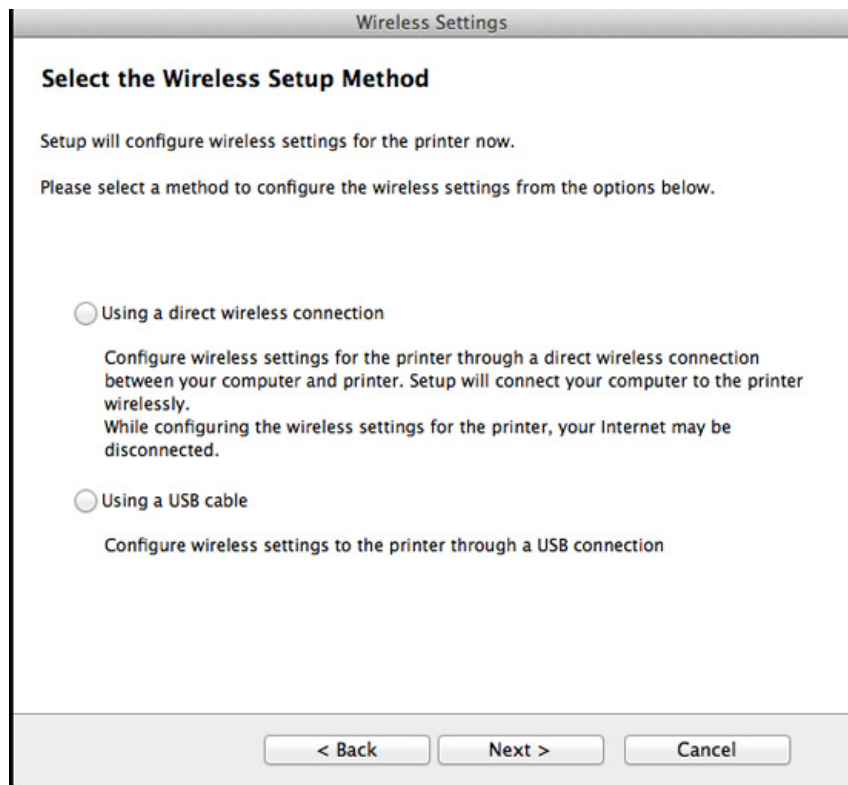 Wireless Settings
Select the Wireless Setup Method
Setup will configure wireless settings for the printer now.
Please select a method to configure the wireless settings from the options below.
Using a direct wireless connection
Configure wireless settings for the printer through a direct wireless connection
between your computer and printer. Setup will connect your computer to the printer
wirelessly.
While configuring the wireless settings for the printer, your Internet may be
disconnected.
Using a USB cable
Configure wireless settings to the printer through a USB connection
< Back Next > Cancel